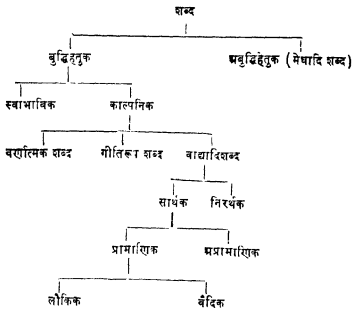 शब्द
बुद्धिहेतुक अबुद्धिहेतुक (मेघादि शब्द)
स्वाभाविक काल्पनिक
वर्णात्मक शब्द गीतिरूप शब्द वाद्यादिशब्द
सार्थक निरर्थक
प्रामाणिक अप्रामाणिक
लौकिक वैदिक